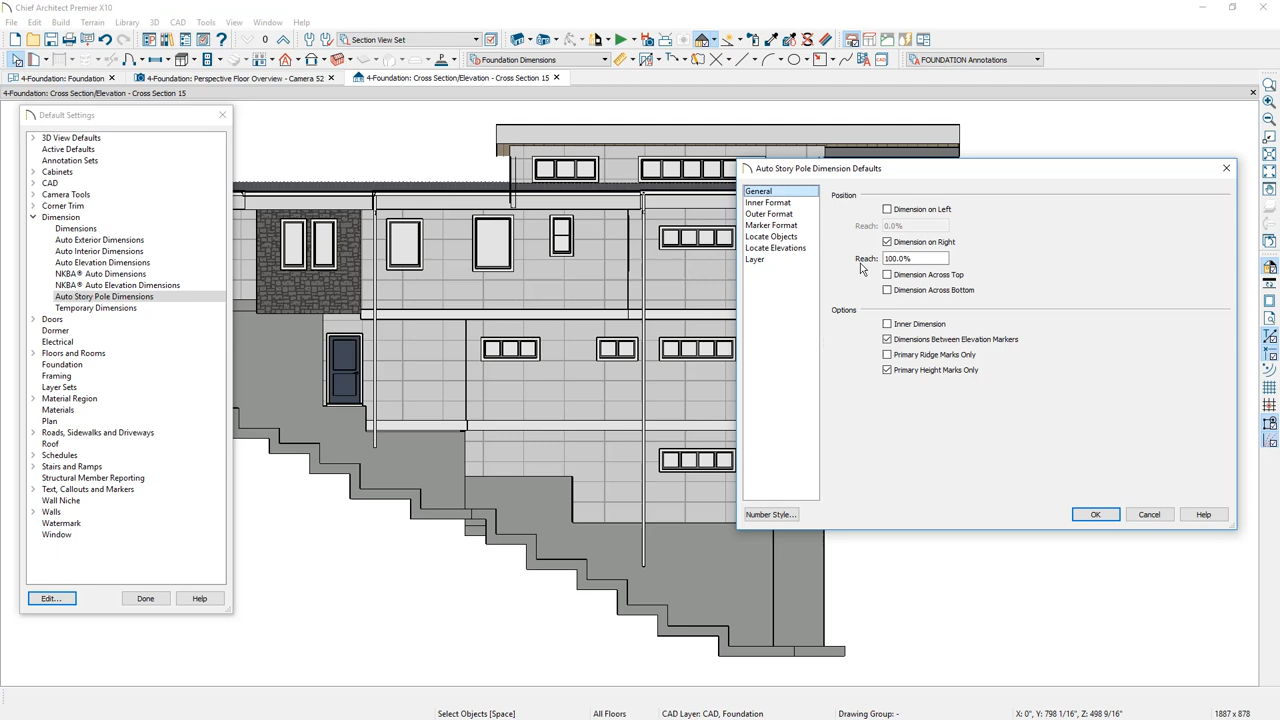 Chief Architect Premier X10
File Edit Build Terrain Library 3D CAD Tools View Window Help
0 Section View Set
Foundation Dimensions FOUNDATION Annotations
4-Foundation: Foundation 4-Foundation: Perspective Floor Overview - Camera 52 4-Foundation: Cross Section/Elevation - Cross Section 15
4-Foundation: Cross Section/Elevation - Cross Section 15
Default Settings
3D View Defaults
Active Defaults
Annotation Sets
Cabinets
CAD
Camera Tools
Corner Trim
Dimension
Dimensions
Auto Exterior Dimensions
Auto Interior Dimensions
Auto Elevation Dimensions
NKBA® Auto Dimensions
NKBA® Auto Elevation Dimensions
Auto Story Pole Dimensions
Temporary Dimensions
Doors
Dormer
Electrical
Floors and Rooms
Foundation
Framing
Layer Sets
Material Region
Materials
Plan
Roads, Sidewalks and Driveways
Roof
Schedules
Stairs and Ramps
Structural Member Reporting
Text, Callouts and Markers
Wall Niche
Walls
Watermark
Window
Edit... Done Help
Auto Story Pole Dimension Defaults
General
Inner Format
Outer Format
Marker Format
Locate Objects
Locate Elevations
Layer
Position
Dimension on Left
Reach: 0.0%
Dimension on Right
Reach: 100.0%
Dimension Across Top
Dimension Across Bottom
Options
Inner Dimension
Dimensions Between Elevation Markers
Primary Ridge Marks Only
Primary Height Marks Only
Number Style... OK Cancel Help
Select Objects [Space] All Floors CAD Layer: CAD, Foundation Drawing Group: - X: 0", Y: 798 1/16", Z: 498 9/16" 1887 x 878